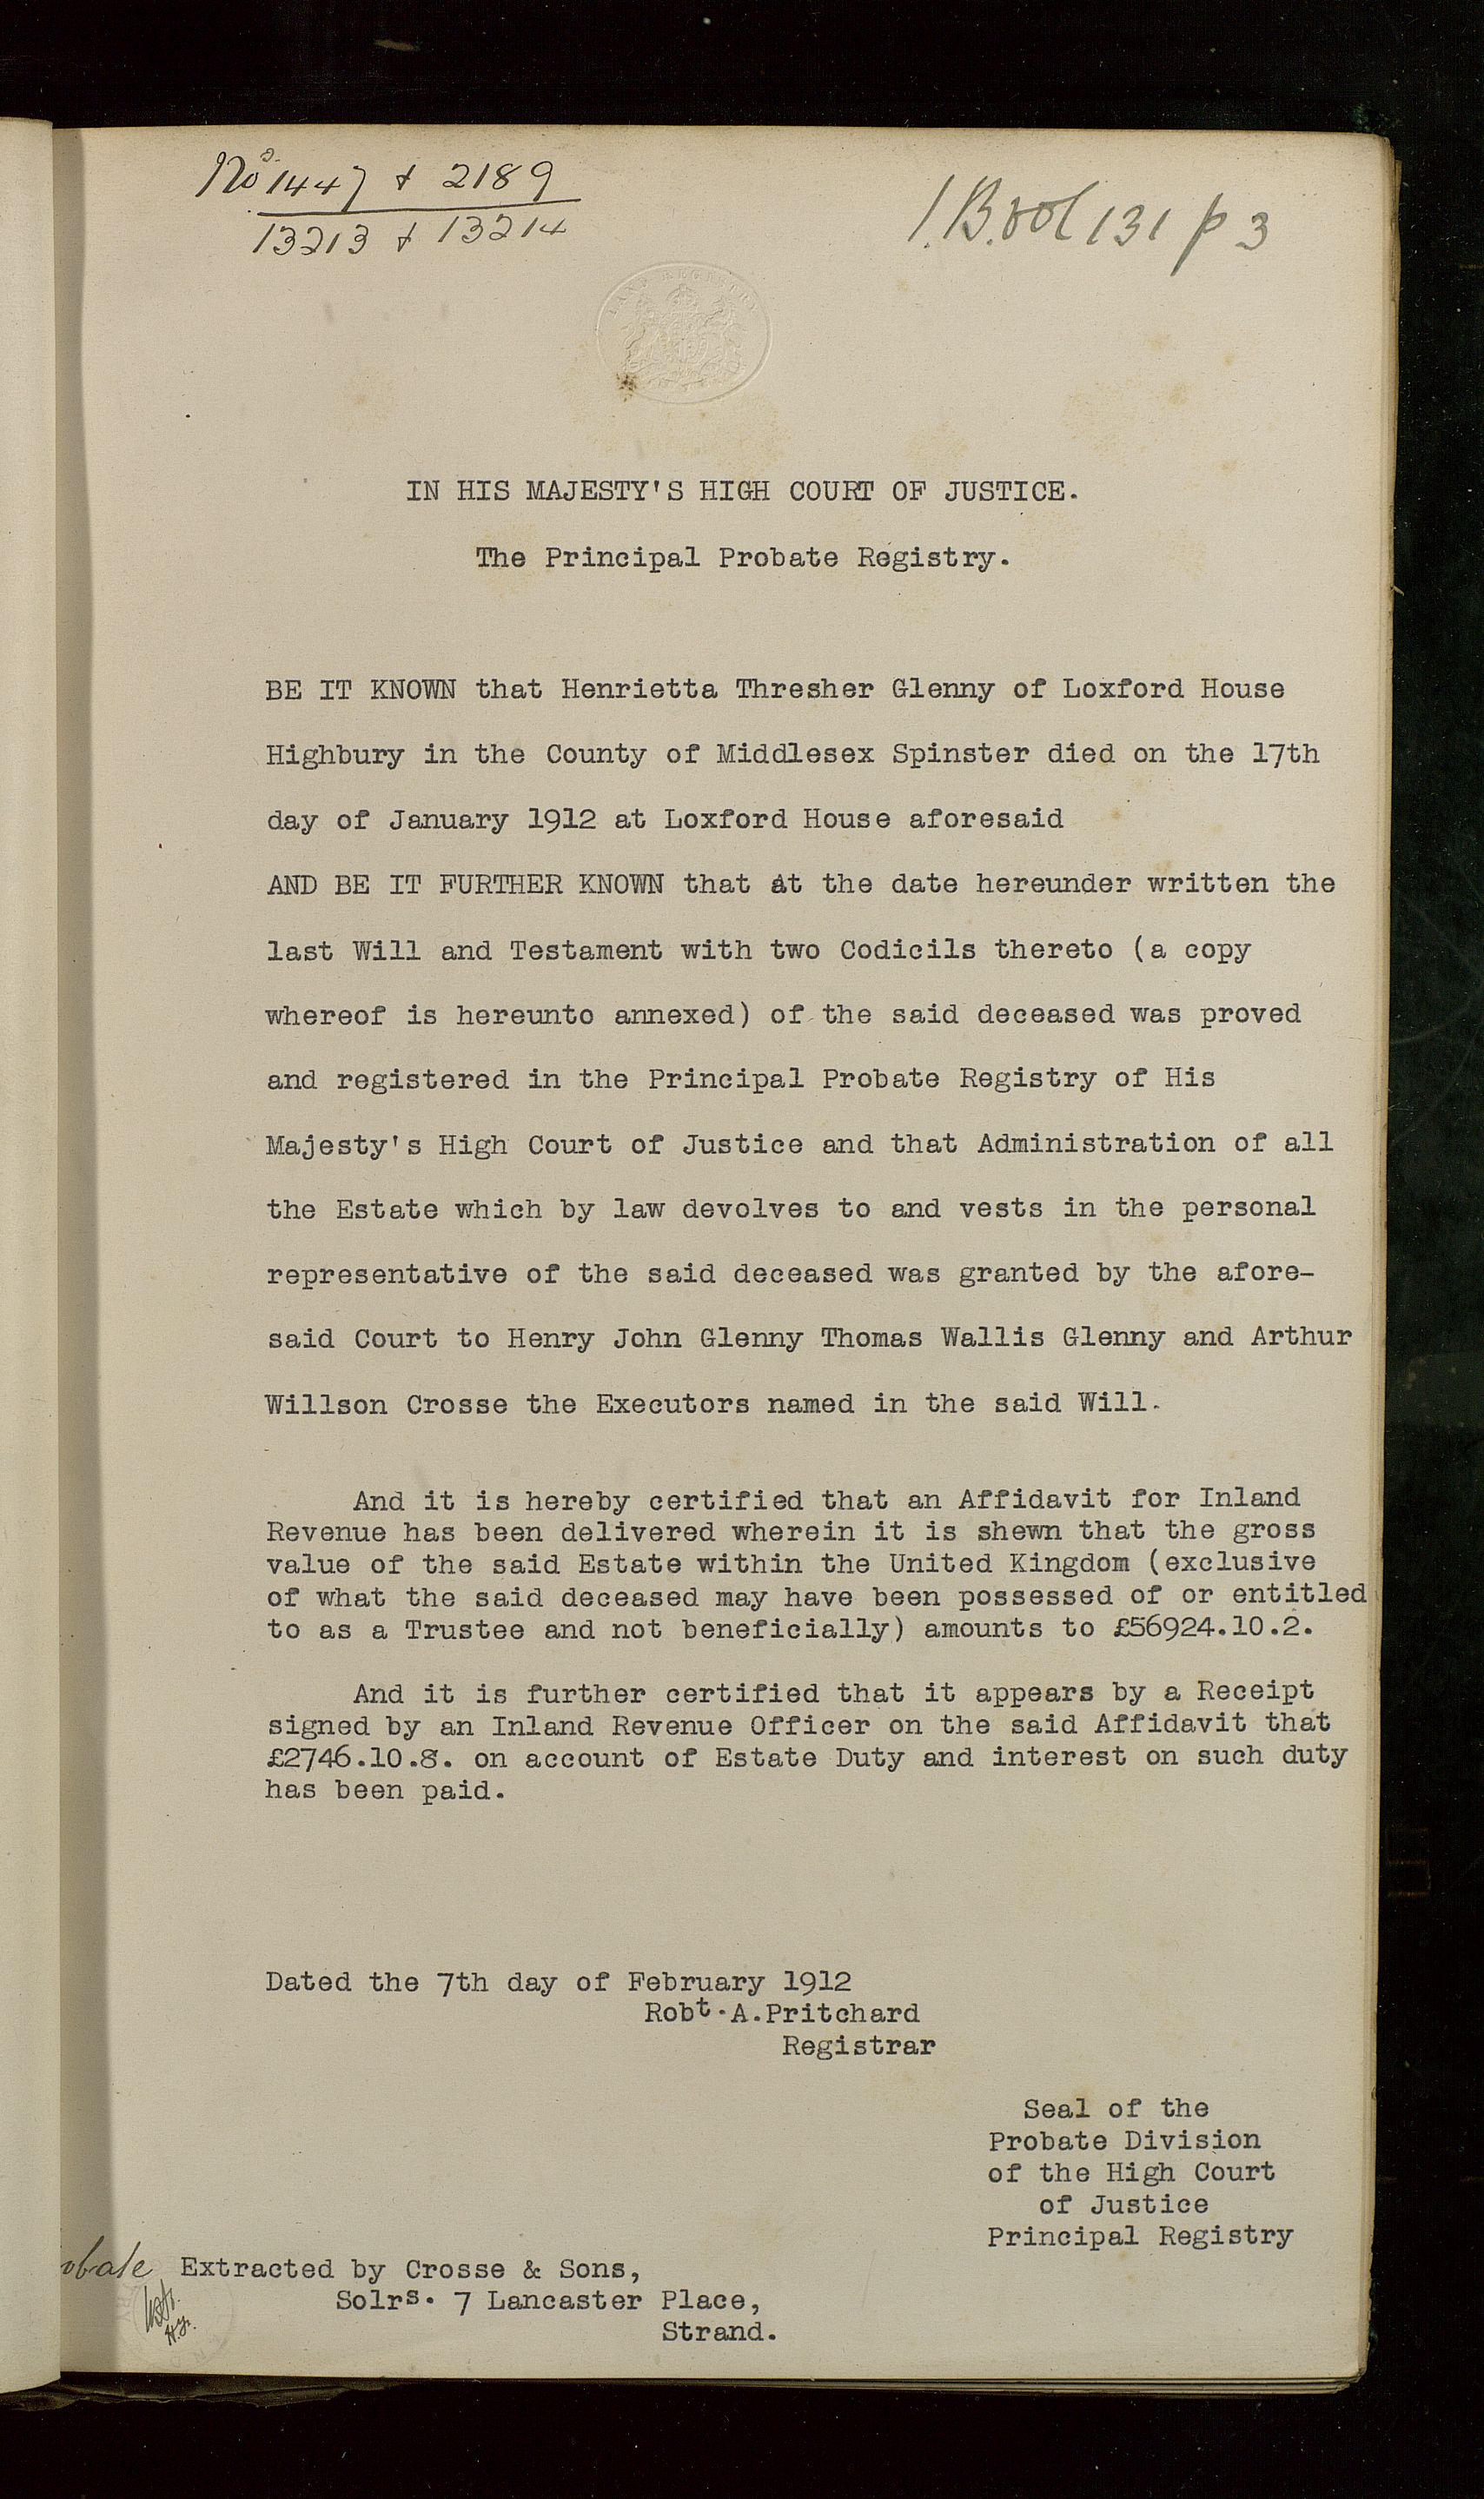 Nos 1447 + 2189
13213 + 13214
I.B. vol 131 p 3
LAND REGISTRY
IN HIS MAJESTY'S HIGH COURT OF JUSTICE.
The Principal Probate Registry.
BE IT KNOWN that Henrietta Thresher Glenny of Loxford House
Highbury in the County of Middlesex Spinster died on the 17th
day of January 1912 at Loxford House aforesaid
AND BE IT FURTHER KNOWN that at the date hereunder written the
last Will and Testament with two Codicils thereto (a copy
whereof is hereunto annexed) of the said deceased was proved
and registered in the Principal Probate Registry of His
Majesty's High Court of Justice and that Administration of all
the Estate which by law devolves to and vests in the personal
representative of the said deceased was granted by the afore-
said Court to Henry John Glenny Thomas Wallis Glenny and Arthur
Willson Crosse the Executors named in the said Will.
And it is hereby certified that an Affidavit for Inland
Revenue has been delivered wherein it is shewn that the gross
value of the said Estate within the United Kingdom (exclusive
of what the said deceased may have been possessed of or entitled
to as a Trustee and not beneficially) amounts to £56924.10.2.
And it is further certified that it appears by a Receipt
signed by an Inland Revenue Officer on the said Affidavit that
£2746.10.8. on account of Estate Duty and interest on such duty
has been paid.
Dated the 7th day of February 1912
Robt. A. Pritchard
Registrar
Seal of the
Probate Division
of the High Court
of Justice
Principal Registry
obate Extracted by Crosse & Sons,
Solrs. 7 Lancaster Place,
Strand.